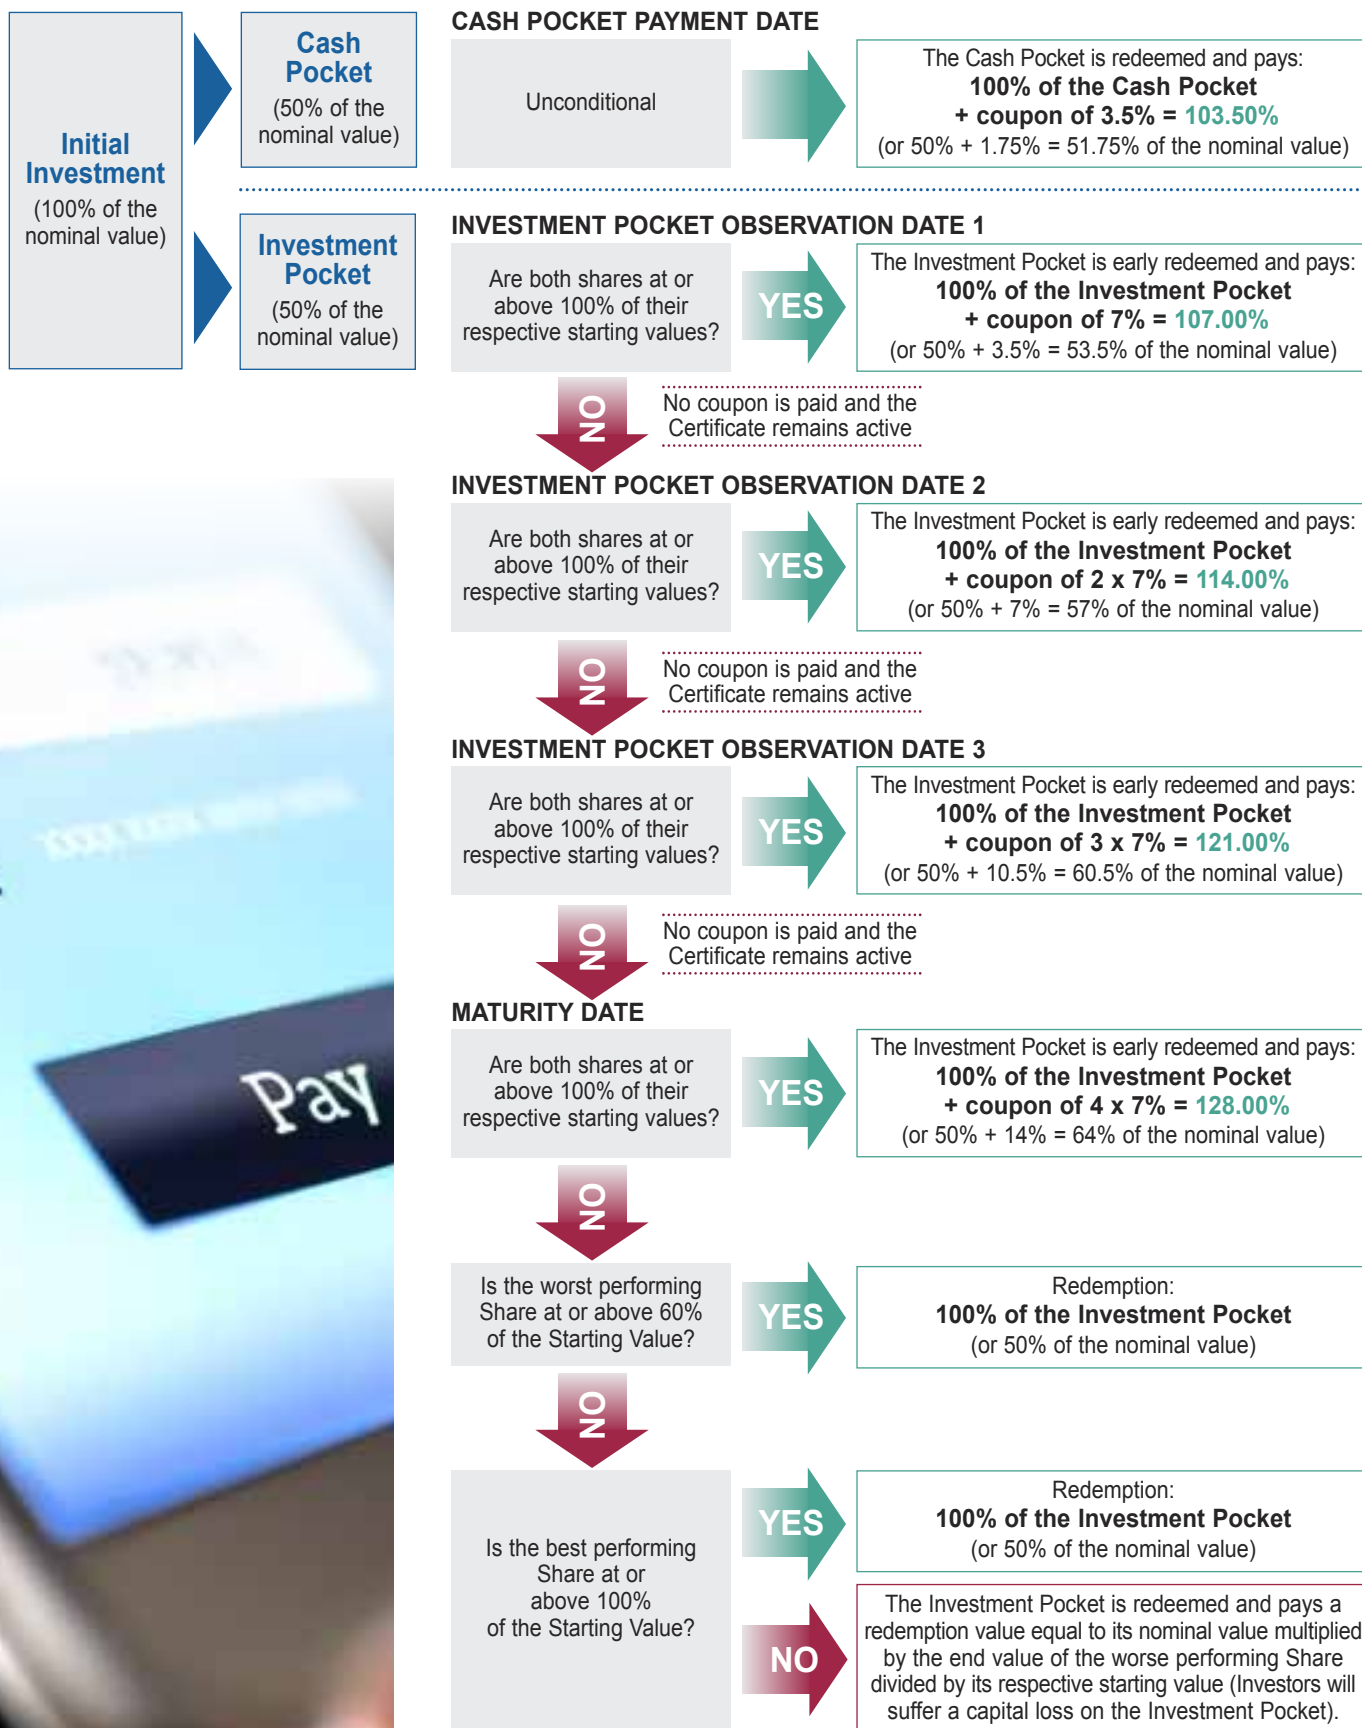 Initial
Investment
(100% of the
nominal value)
Cash
Pocket
(50% of the
nominal value)
CASH POCKET PAYMENT DATE
Unconditional
The Cash Pocket is redeemed and pays:
100% of the Cash Pocket
+ coupon of 3.5% = 103.50%
(or 50% + 1.75% = 51.75% of the nominal value)
Investment
Pocket
(50% of the
nominal value)
INVESTMENT POCKET OBSERVATION DATE 1
Are both shares at or
above 100% of their
respective starting values?
YES
The Investment Pocket is early redeemed and pays:
100% of the Investment Pocket
+ coupon of 7% = 107.00%
(or 50% + 3.5% = 53.5% of the nominal value)
NO
No coupon is paid and the
Certificate remains active
INVESTMENT POCKET OBSERVATION DATE 2
Are both shares at or
above 100% of their
respective starting values?
YES
The Investment Pocket is early redeemed and pays:
100% of the Investment Pocket
+ coupon of 2 x 7% = 114.00%
(or 50% + 7% = 57% of the nominal value)
NO
No coupon is paid and the
Certificate remains active
INVESTMENT POCKET OBSERVATION DATE 3
Are both shares at or
above 100% of their
respective starting values?
YES
The Investment Pocket is early redeemed and pays:
100% of the Investment Pocket
+ coupon of 3 x 7% = 121.00%
(or 50% + 10.5% = 60.5% of the nominal value)
NO
No coupon is paid and the
Certificate remains active
MATURITY DATE
Are both shares at or
above 100% of their
respective starting values?
YES
The Investment Pocket is early redeemed and pays:
100% of the Investment Pocket
+ coupon of 4 x 7% = 128.00%
(or 50% + 14% = 64% of the nominal value)
NO
Is the worst performing
Share at or above 60%
of the Starting Value?
YES
Redemption:
100% of the Investment Pocket
(or 50% of the nominal value)
NO
Is the best performing
Share at or
above 100%
of the Starting Value?
YES
Redemption:
100% of the Investment Pocket
(or 50% of the nominal value)
NO
The Investment Pocket is redeemed and pays a
redemption value equal to its nominal value multiplied
by the end value of the worse performing Share
divided by its respective starting value (Investors will
suffer a capital loss on the Investment Pocket).
Pay